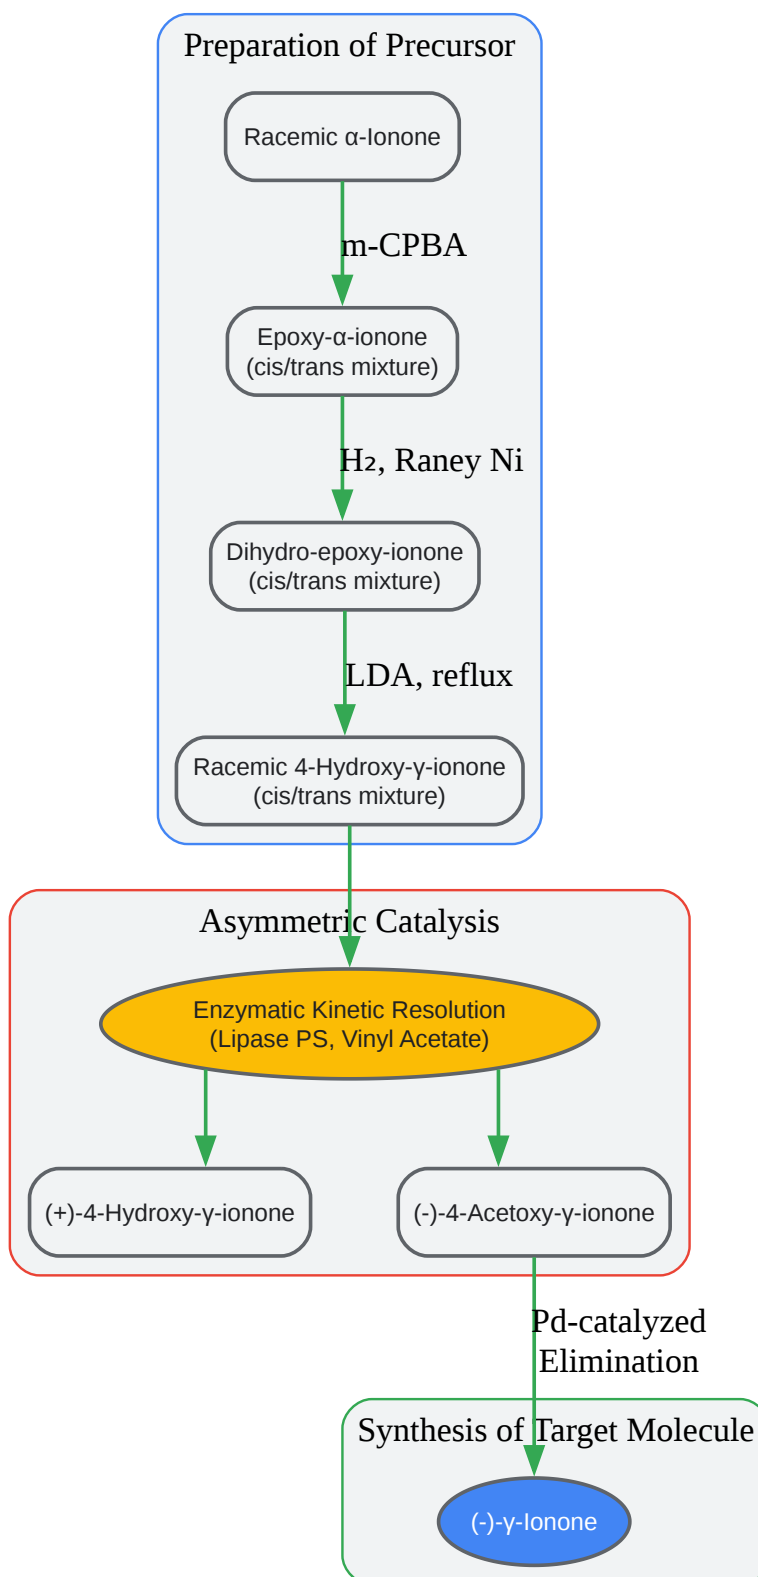 Preparation of Precursor
Racemic α-Ionone
m-CPBA
Epoxy-α-ionone
(cis/trans mixture)
H₂, Raney Ni
Dihydro-epoxy-ionone
(cis/trans mixture)
LDA, reflux
Racemic 4-Hydroxy-γ-ionone
(cis/trans mixture)
Asymmetric Catalysis
Enzymatic Kinetic Resolution
(Lipase PS, Vinyl Acetate)
(+)-4-Hydroxy-γ-ionone
(-)-4-Acetoxy-γ-ionone
Pd-catalyzed
Elimination
Synthesis of Target Molecule
(-)-γ-Ionone